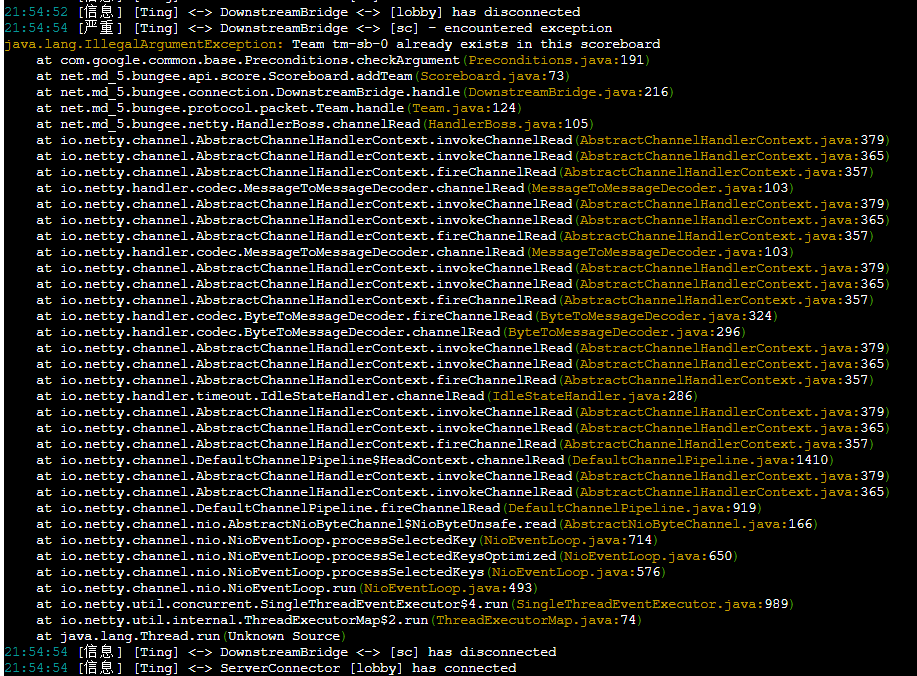 21:54:52 [信息] [Ting] <-> DownstreamBridge <-> [lobby] has disconnected
21:54:54 [严重] [Ting] <-> DownstreamBridge <-> [sc] - encountered exception
java.lang.IllegalArgumentException: Team tm-sb-0 already exists in this scoreboard
at com.google.common.base.Preconditions.checkArgument(Preconditions.java:191)
at net.md_5.bungee.api.score.Scoreboard.addTeam(Scoreboard.java:73)
at net.md_5.bungee.connection.DownstreamBridge.handle(DownstreamBridge.java:216)
at net.md_5.bungee.protocol.packet.Team.handle(Team.java:124)
at net.md_5.bungee.netty.HandlerBoss.channelRead(HandlerBoss.java:105)
at io.netty.channel.AbstractChannelHandlerContext.invokeChannelRead(AbstractChannelHandlerContext.java:379)
at io.netty.channel.AbstractChannelHandlerContext.invokeChannelRead(AbstractChannelHandlerContext.java:365)
at io.netty.channel.AbstractChannelHandlerContext.fireChannelRead(AbstractChannelHandlerContext.java:357)
at io.netty.handler.codec.MessageToMessageDecoder.channelRead(MessageToMessageDecoder.java:103)
at io.netty.channel.AbstractChannelHandlerContext.invokeChannelRead(AbstractChannelHandlerContext.java:379)
at io.netty.channel.AbstractChannelHandlerContext.invokeChannelRead(AbstractChannelHandlerContext.java:365)
at io.netty.channel.AbstractChannelHandlerContext.fireChannelRead(AbstractChannelHandlerContext.java:357)
at io.netty.handler.codec.MessageToMessageDecoder.channelRead(MessageToMessageDecoder.java:103)
at io.netty.channel.AbstractChannelHandlerContext.invokeChannelRead(AbstractChannelHandlerContext.java:379)
at io.netty.channel.AbstractChannelHandlerContext.invokeChannelRead(AbstractChannelHandlerContext.java:365)
at io.netty.channel.AbstractChannelHandlerContext.fireChannelRead(AbstractChannelHandlerContext.java:357)
at io.netty.handler.codec.ByteToMessageDecoder.fireChannelRead(ByteToMessageDecoder.java:324)
at io.netty.handler.codec.ByteToMessageDecoder.channelRead(ByteToMessageDecoder.java:296)
at io.netty.channel.AbstractChannelHandlerContext.invokeChannelRead(AbstractChannelHandlerContext.java:379)
at io.netty.channel.AbstractChannelHandlerContext.invokeChannelRead(AbstractChannelHandlerContext.java:365)
at io.netty.channel.AbstractChannelHandlerContext.fireChannelRead(AbstractChannelHandlerContext.java:357)
at io.netty.handler.timeout.IdleStateHandler.channelRead(IdleStateHandler.java:286)
at io.netty.channel.AbstractChannelHandlerContext.invokeChannelRead(AbstractChannelHandlerContext.java:379)
at io.netty.channel.AbstractChannelHandlerContext.invokeChannelRead(AbstractChannelHandlerContext.java:365)
at io.netty.channel.AbstractChannelHandlerContext.fireChannelRead(AbstractChannelHandlerContext.java:357)
at io.netty.channel.DefaultChannelPipeline$HeadContext.channelRead(DefaultChannelPipeline.java:1410)
at io.netty.channel.AbstractChannelHandlerContext.invokeChannelRead(AbstractChannelHandlerContext.java:379)
at io.netty.channel.AbstractChannelHandlerContext.invokeChannelRead(AbstractChannelHandlerContext.java:365)
at io.netty.channel.DefaultChannelPipeline.fireChannelRead(DefaultChannelPipeline.java:919)
at io.netty.channel.nio.AbstractNioByteChannel$NioByteUnsafe.read(AbstractNioByteChannel.java:166)
at io.netty.channel.nio.NioEventLoop.processSelectedKey(NioEventLoop.java:714)
at io.netty.channel.nio.NioEventLoop.processSelectedKeysOptimized(NioEventLoop.java:650)
at io.netty.channel.nio.NioEventLoop.processSelectedKeys(NioEventLoop.java:576)
at io.netty.channel.nio.NioEventLoop.run(NioEventLoop.java:493)
at io.netty.util.concurrent.SingleThreadEventExecutor$4.run(SingleThreadEventExecutor.java:989)
at io.netty.util.internal.ThreadExecutorMap$2.run(ThreadExecutorMap.java:74)
at java.lang.Thread.run(Unknown Source)
21:54:54 [信息] [Ting] <-> DownstreamBridge <-> [sc] has disconnected
21:54:54 [信息] [Ting] <-> ServerConnector [lobby] has connected